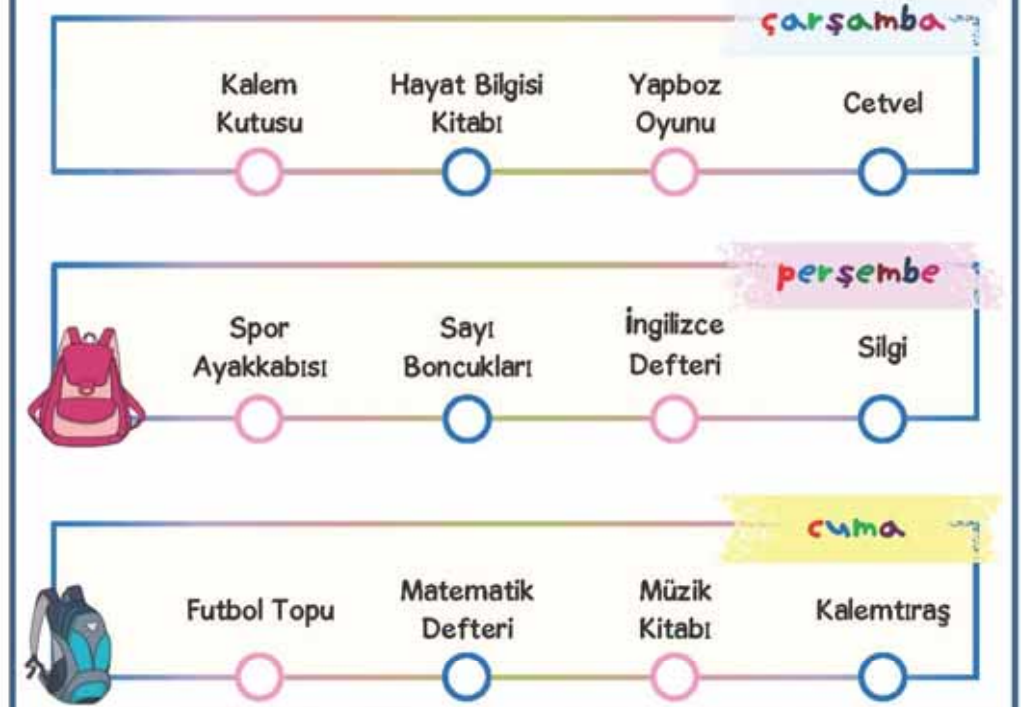 çarşamba
Kalem
Kutusu
Hayat Bilgisi
Kitabı
Yapboz
Oyunu
Cetvel
perşembe
Spor
Ayakkabısı
Sayı
Boncukları
İngilizce
Defteri
Silgi
cuma
Futbol Topu
Matematik
Defteri
Müzik
Kitabı
Kalemtıraş